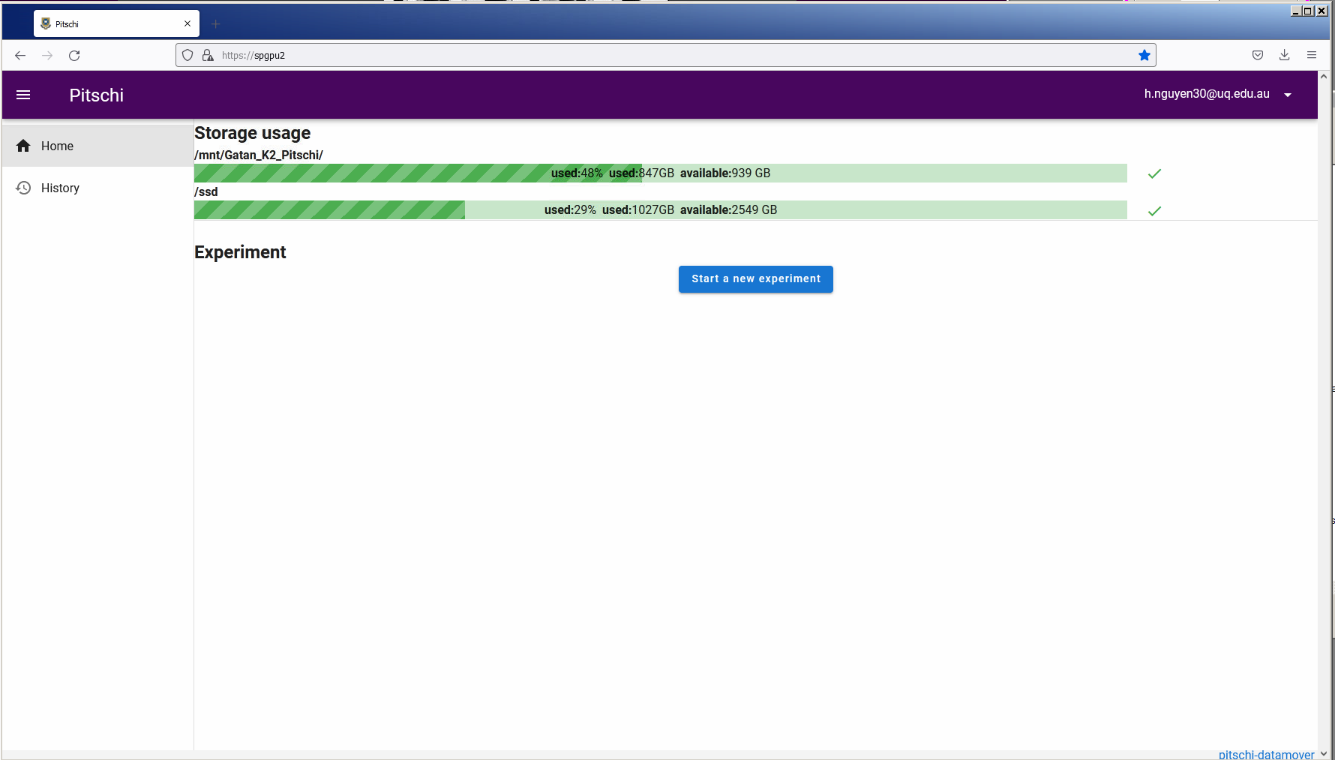 Pitschi
https://spgpu2
Pitschi
h.nguyen30@uq.edu.au
Home
History
Storage usage
/mnt/Gatan_K2_Pitschi/
used:48% used:847GB available:939 GB
/ssd
used:29% used:1027GB available:2549 GB
Experiment
Start a new experiment
pitschi-datamover